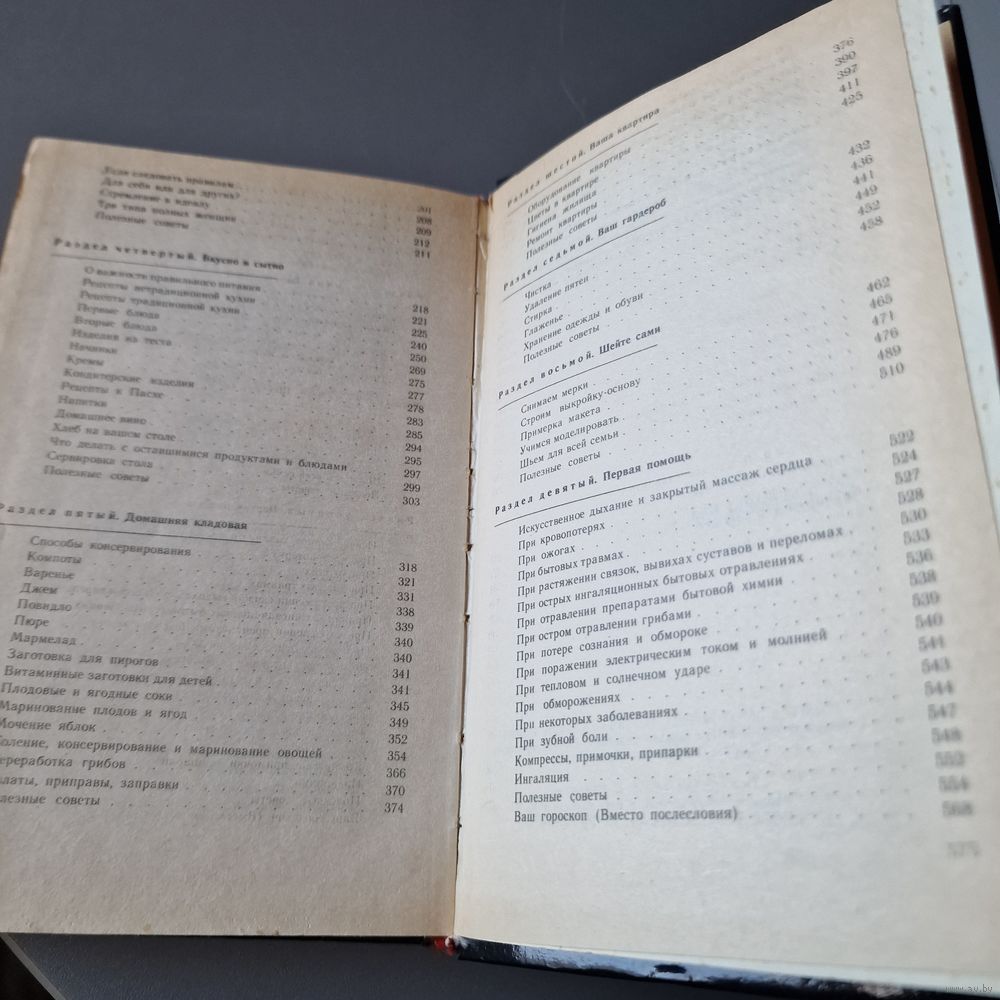 следовать правилам 201
Для себя или для других? 208
Стремление к идеалу 209
Три типа полных женщин 212
Полезные советы
Раздел четвертый. Вкусно и сытно
О важности правильного питания 218
Рецепты нетрадиционной кухни 221
Рецепты традиционной кухни 225
Первые блюда 240
Вторые блюда 250
Изделия из теста 269
Начинки 275
Кремы 277
Кондитерские изделия 278
Рецепты к Пасхе 283
Напитки 285
Домашнее вино 294
Хлеб на вашем столе 295
Что делать с оставшимися продуктами и блюдами 297
Сервировка стола 299
Полезные советы 303
Раздел пятый. Домашняя кладовая
Способы консервирования 318
Компоты 321
Варенье 331
Джем 338
Повидло 339
Пюре 340
Мармелад 340
Заготовка для пирогов 341
Витаминные заготовки для детей 341
Плодовые и ягодные соки 345
Маринование плодов и ягод 349
Мочение яблок 352
оление, консервирование и маринование овощей 354
ереработка грибов 366
латы, приправы, заправки 370
лезные советы 374
Раздел шестой. Ваша квартира
Оборудование квартиры 376
Цветы в квартире 390
Гигиена жилища 397
Ремонт квартиры 411
Полезные советы 425
Раздел седьмой. Ваш гардероб
Чистка 432
Удаление пятен 436
Стирка 441
Глаженье 449
Хранение одежды и обуви 452
Полезные советы 458
Раздел восьмой. Шейте сами
Снимаем мерки 462
Строим выкройку-основу 465
Примерка макета 471
Учимся моделировать 476
Шьем для всей семьи 489
Полезные советы 510
Раздел девятый. Первая помощь
Искусственное дыхание и закрытый массаж сердца 522
При кровопотерях 524
При ожогах 527
При бытовых травмах 528
При растяжении связок, вывихах суставов и переломах 530
При острых ингаляционных бытовых отравлениях 533
При отравлении препаратами бытовой химии 536
При остром отравлении грибами 538
При потере сознания и обмороке 539
При поражении электрическим током и молнией 540
При тепловом и солнечном ударе 541
При обморожениях 543
При некоторых заболеваниях 544
При зубной боли 547
Компрессы, примочки, припарки 548
Ингаляция 552
Полезные советы 554
Ваш гороскоп (Вместо послесловия) 568
575
www.ay.by